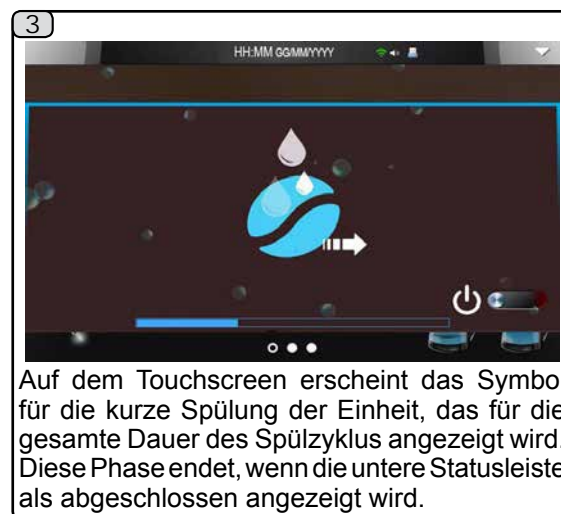 3
HH:MM GG/MM/YYYY
Auf dem Touchscreen erscheint das Symbo
für die kurze Spülung der Einheit, das für die
gesamte Dauer des Spülzyklus angezeigt wird.
Diese Phase endet, wenn die untere Statusleiste
als abgeschlossen angezeigt wird.